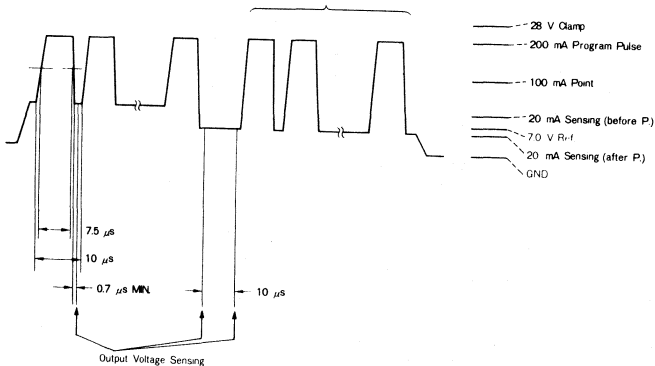 28 V Clamp
200 mA Program Pulse
100 mA Point
20 mA Sensing (before P.)
7.0 V Ref
20 mA Sensing (after P.)
GND
7.5 μs
10 μs
0.7 μs MIN.
10 μs
Output Voltage Sensing